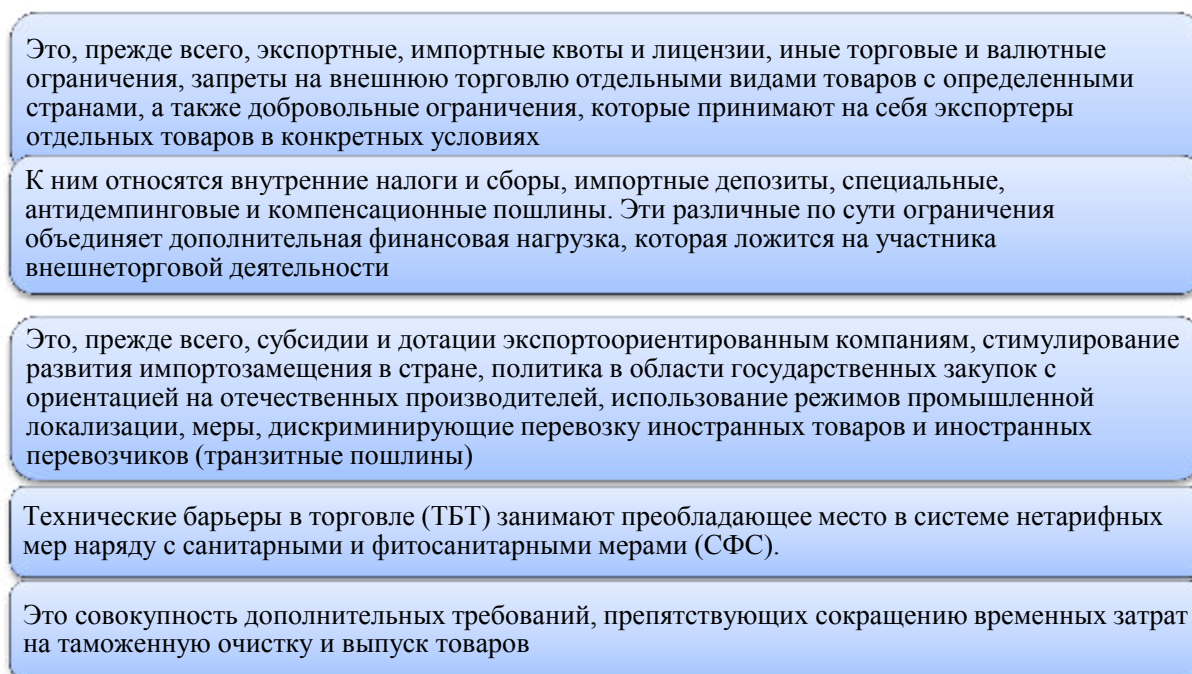 Это, прежде всего, экспортные, импортные квоты и лицензии, иные торговые и валютные
ограничения, запреты на внешнюю торговлю отдельными видами товаров с определенными
странами, а также добровольные ограничения, которые принимают на себя экспортеры
отдельных товаров в конкретных условиях
К ним относятся внутренние налоги и сборы, импортные депозиты, специальные,
антидемпинговые и компенсационные пошлины. Эти различные по сути ограничения
объединяет дополнительная финансовая нагрузка, которая ложится на участника
внешнеторговой деятельности
Это, прежде всего, субсидии и дотации экспортоориентированным компаниям, стимулирование
развития импортозамещения в стране, политика в области государственных закупок с
ориентацией на отечественных производителей, использование режимов промышленной
локализации, меры, дискриминирующие перевозку иностранных товаров и иностранных
перевозчиков (транзитные пошлины)
Технические барьеры в торговле (ТБТ) занимают преобладающее место в системе нетарифных
мер наряду с санитарными и фитосанитарными мерами (СФС).
Это совокупность дополнительных требований, препятствующих сокращению временных затрат
на таможенную очистку и выпуск товаров